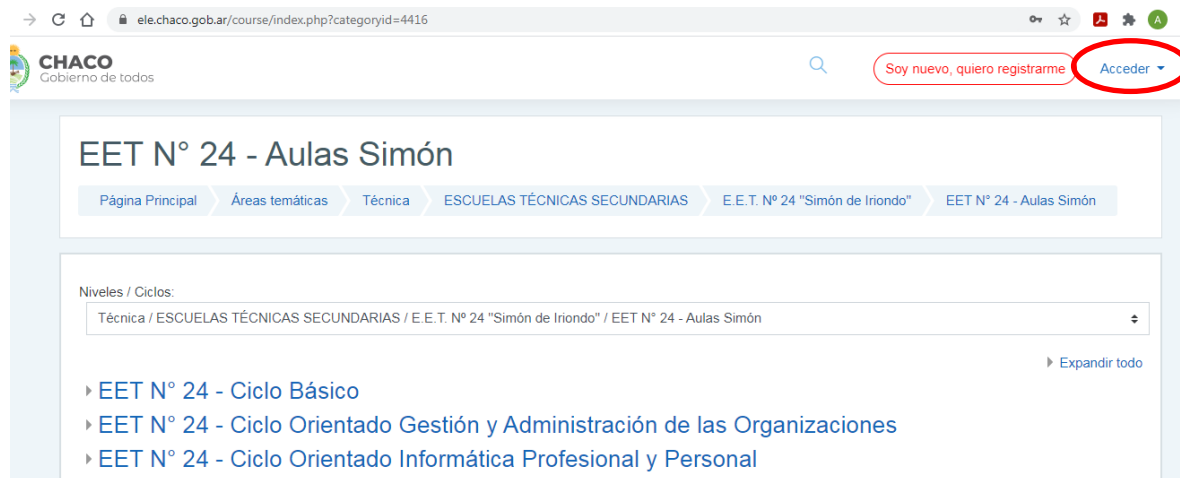 ele.chaco.gob.ar/course/index.php?categoryid=4416
A
CHACO
Gobierno de todos
Soy nuevo, quiero registrarme
Acceder
EET N° 24 - Aulas Simón
Página Principal Áreas temáticas Técnica ESCUELAS TÉCNICAS SECUNDARIAS E.E.T. Nº 24 "Simón de Iriondo" EET N° 24 - Aulas Simón
Niveles / Ciclos:
Técnica / ESCUELAS TÉCNICAS SECUNDARIAS / E.E.T. Nº 24 "Simón de Iriondo" / EET N° 24 - Aulas Simón
Expandir todo
EET N° 24 - Ciclo Básico
EET N° 24 - Ciclo Orientado Gestión y Administración de las Organizaciones
EET N° 24 - Ciclo Orientado Informática Profesional y Personal